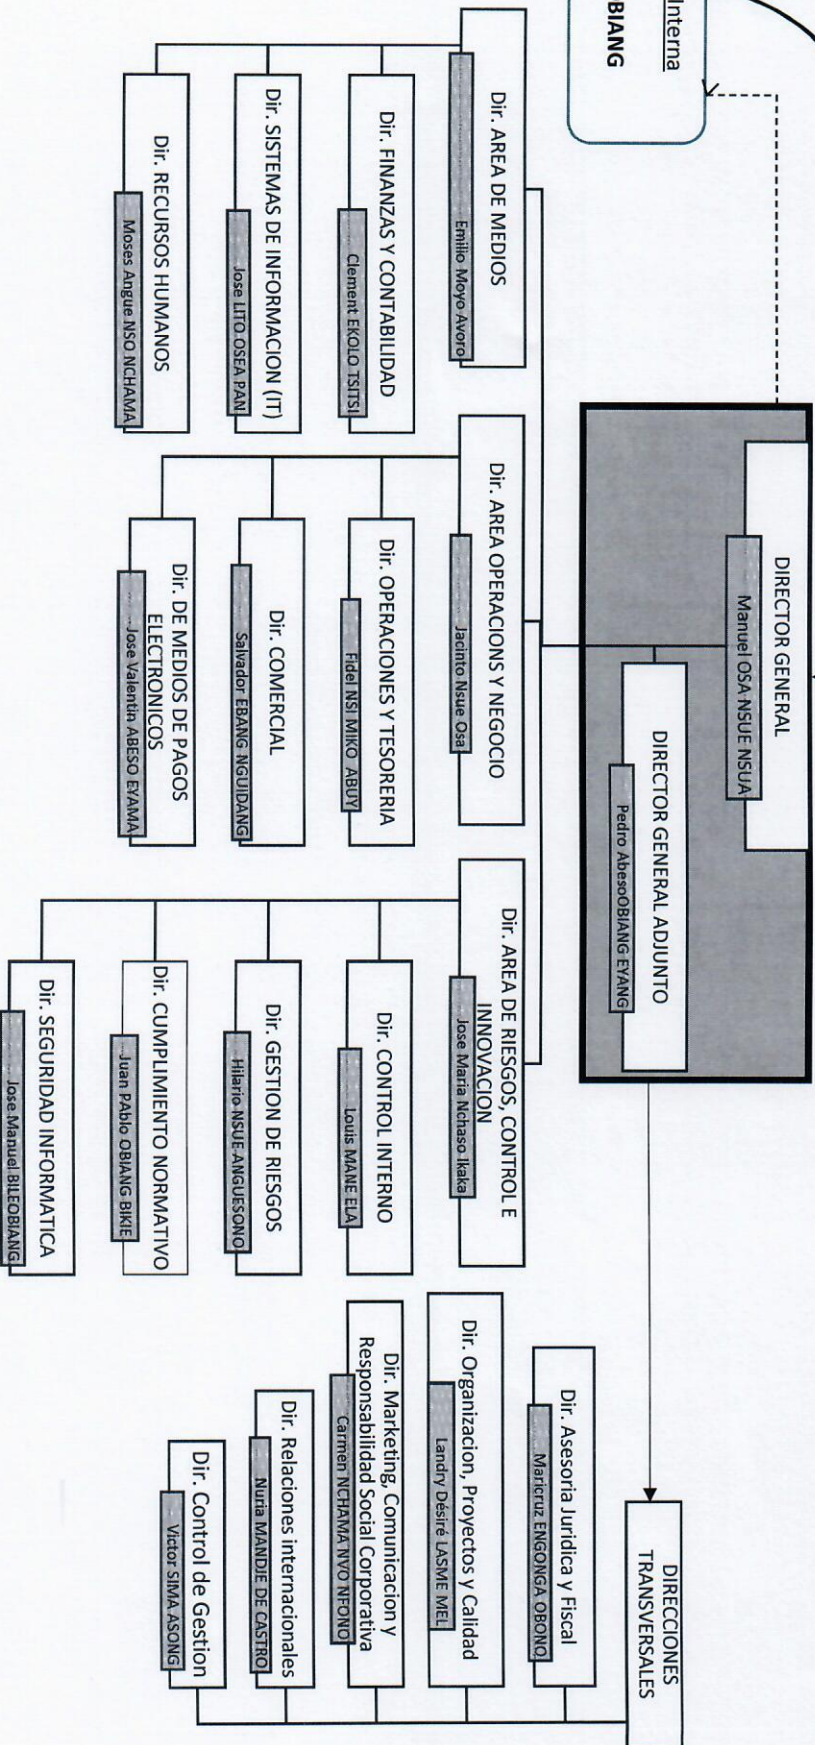 Interna
OBIANG
DIRECTOR GENERAL
Manuel OSA NSUE NSUA
DIRECTOR GENERAL ADJUNTO
Pedro AbesoOBIANG EYANG
Dir. AREA DE MEDIOS
Emilio Moyo Avoro
Dir. FINANZAS Y CONTABILIDAD
Clement EKOLO TSITSI
Dir. SISTEMAS DE INFORMACION (IT)
Jose LITO OSEA PAN
Dir. RECURSOS HUMANOS
Moses Angue NSO NCHAMA
Dir. AREA OPERACIONS Y NEGOCIO
Jacinto Nsue Osa
Dir. OPERACIONES Y TESORERIA
Fidel NSI MIKO ABUY
Dir. COMERCIAL
Salvador EBANG NGUIDANG
Dir. DE MEDIOS DE PAGOS
ELECTRONICOS
Jose Valentin ABESO EYAMA
Dir. AREA DE RIESGOS, CONTROL E
INNOVACION
Jose Maria Nchaso Ikaka
Dir. CONTROL INTERNO
Louis MANE ELA
Dir. GESTION DE RIESGOS
Hilario NSUE ANGUESONO
Dir. CUMPLIMIENTO NORMATIVO
Juan PAblo OBIANG BIKIE
Dir. SEGURIDAD INFORMATICA
Jose Manuel BILEOBIANG
DIRECCIONES
TRANSVERSALES
Dir. Asesoria Juridica y Fiscal
Maricruz ENGONGA OBONO
Dir. Organizacion, Proyectos y Calidad
Landry Désiré LASME MEL
Dir. Marketing, Comunicacion y
Responsabilidad Social Corporativa
Carmen NCHAMA NVO NFONO
Dir. Relaciones internacionales
Nuria MANDJE DE CASTRO
Dir. Control de Gestion
Victor SIMA ASONG